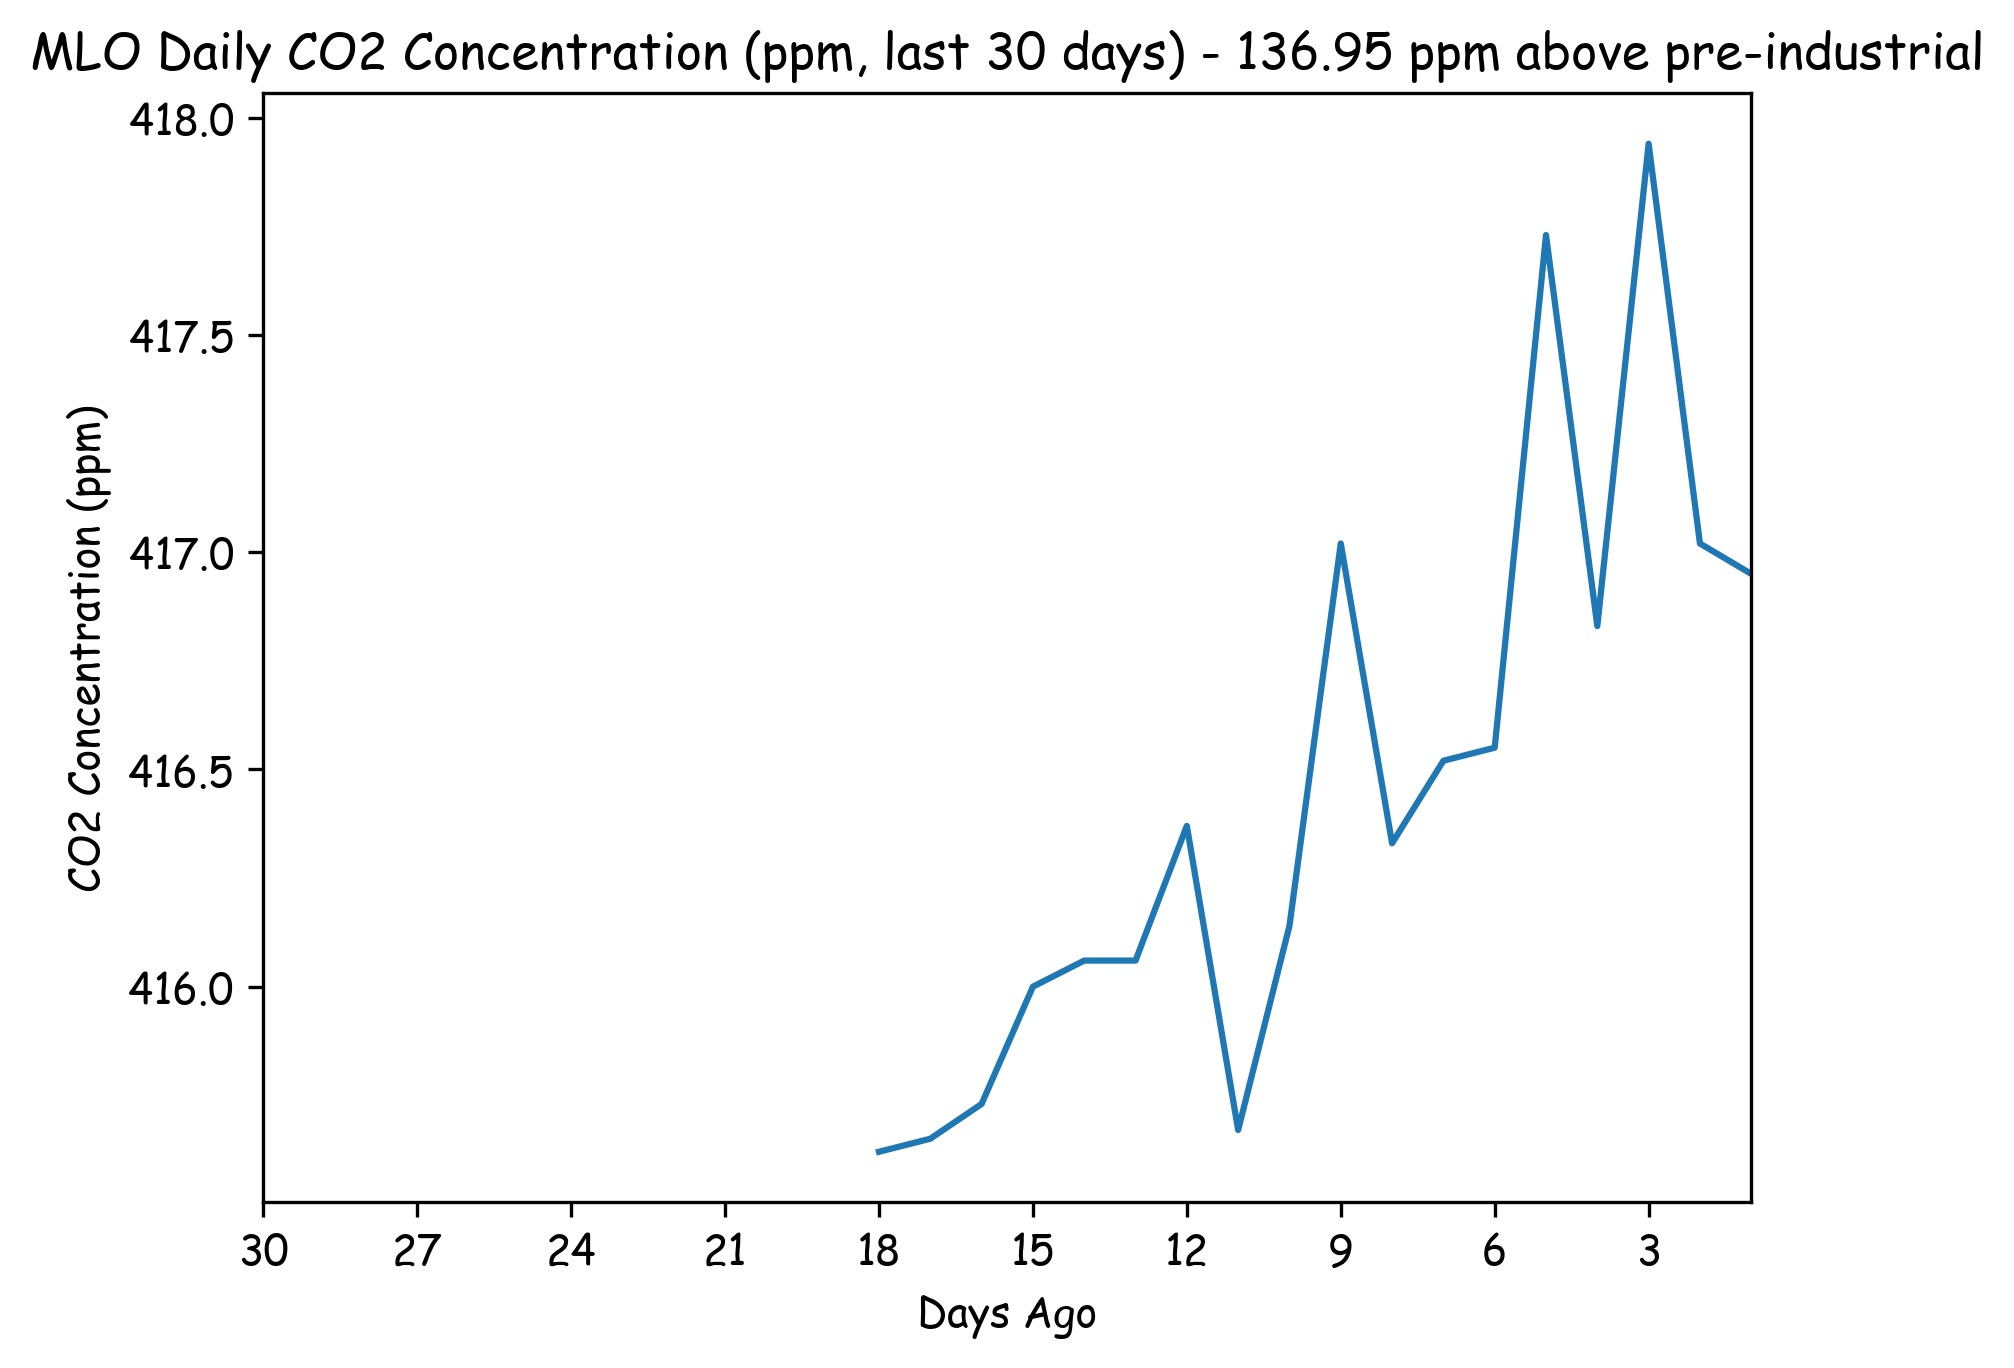 MLO Daily CO2 Concentration (ppm, last 30 days) - 136.95 ppm above pre-industrial
418.0
417.5
417.0
416.5
416.0
CO2 Concentration (ppm)
30 27 24 21 18 15 12 9 6 3
Days Ago